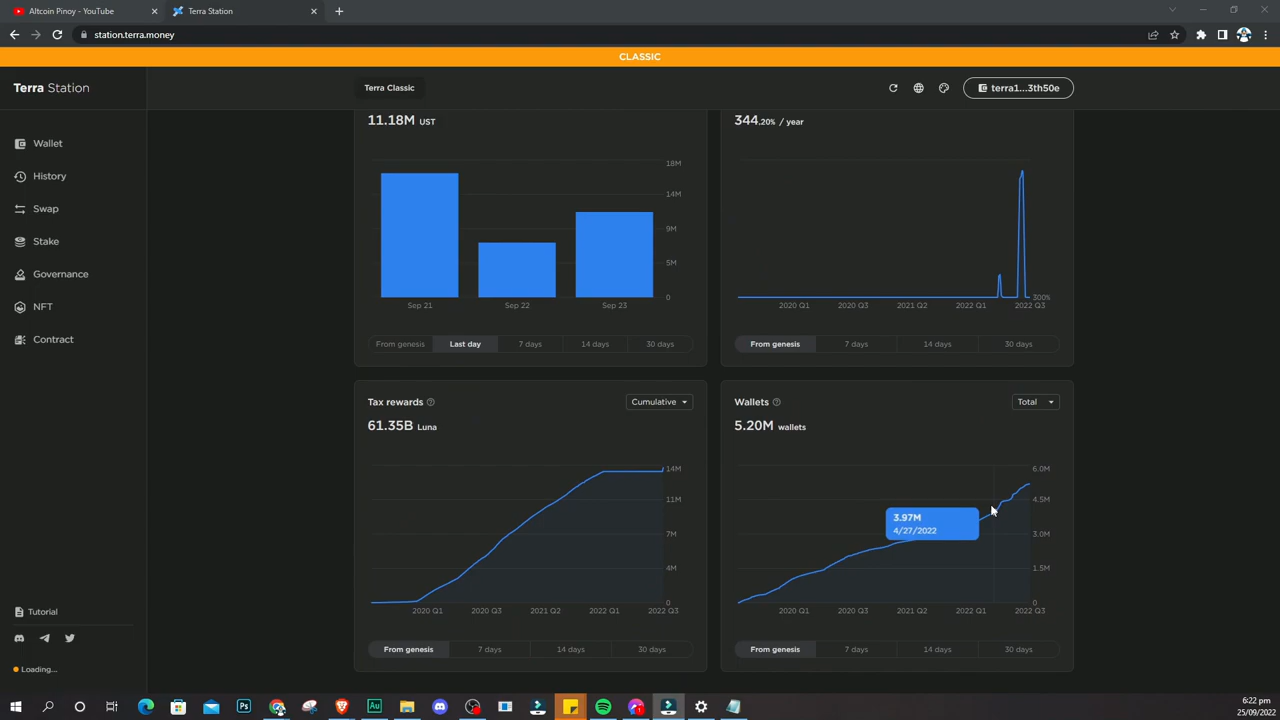 Altcoin Pinoy - YouTube
Terra Station
station.terra.money
CLASSIC
Terra Station
Terra Classic
terra1...3th50e
Wallet
History
Swap
Stake
Governance
NFT
Contract
Tutorial
Loading...
11.18M UST
18M
14M
9M
5M
0
Sep 21
Sep 22
Sep 23
From genesis
Last day
7 days
14 days
30 days
344.20% / year
300%
2020 Q1
2020 Q3
2021 Q2
2022 Q1
2022 Q3
From genesis
7 days
14 days
30 days
Tax rewards
Cumulative
61.35B Luna
14M
11M
7M
4M
0
2020 Q1
2020 Q3
2021 Q2
2022 Q1
2022 Q3
From genesis
7 days
14 days
30 days
Wallets
Total
5.20M wallets
6.0M
4.5M
3.0M
1.5M
0
3.97M
4/27/2022
2020 Q1
2020 Q3
2021 Q2
2022 Q1
2022 Q3
From genesis
7 days
14 days
30 days
Ps
Au
6:22 pm
25/09/2022